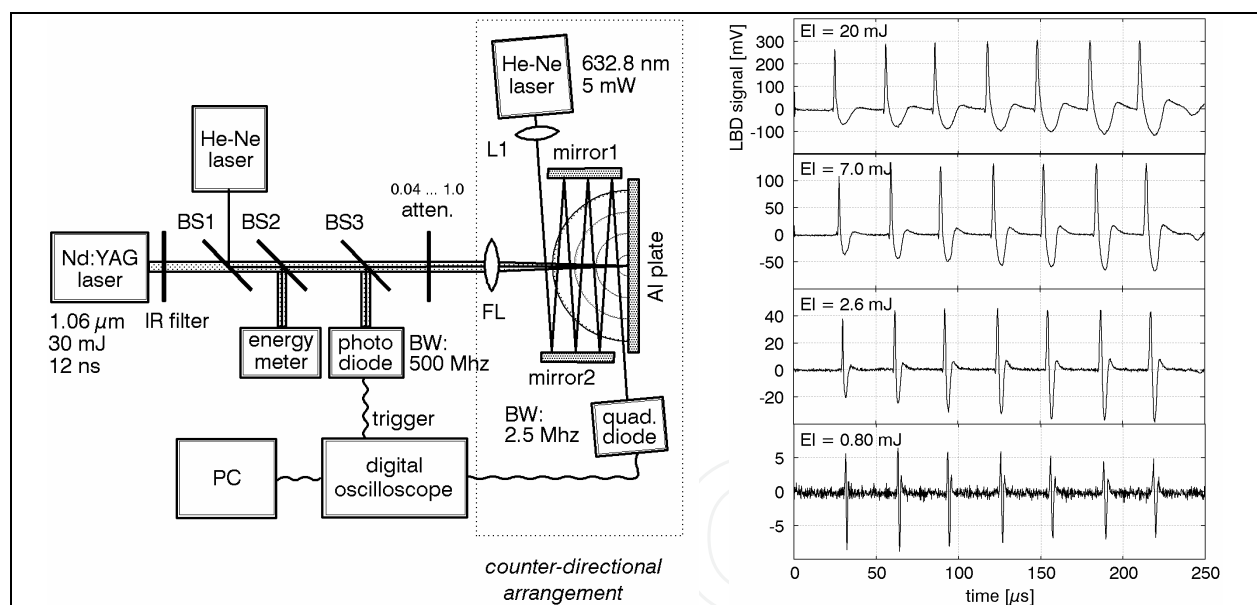 He-Ne
laser
632.8 nm
5 mW
L1
mirror1
He-Ne
laser
0.04 ... 1.0
atten.
BS1
BS2
BS3
Nd:YAG
laser
Al plate
FL
1.06 µm
30 mJ
12 ns
IR filter
energy
meter
photo
diode
BW:
500 Mhz
mirror2
BW:
2.5 Mhz
quad.
diode
trigger
PC
digital
oscilloscope
counter-directional
arrangement
El = 20 mJ
300
200
100
0
-100
LBD signal [mV]
El = 7.0 mJ
100
50
0
-50
El = 2.6 mJ
40
20
0
-20
El = 0.80 mJ
5
0
-5
0 50 100 150 200 250
time [µs]